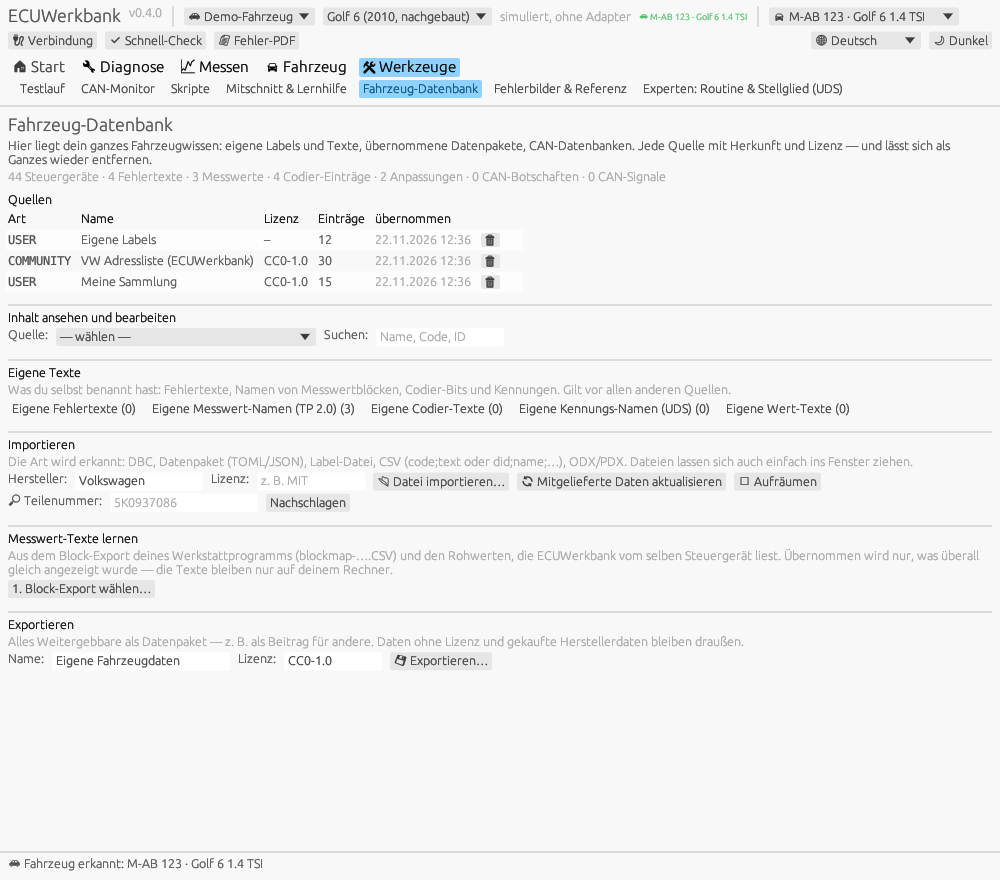 ECUWerkbank v0.4.0 Demo-Fahrzeug Golf 6 (2010, nachgebaut) simuliert, ohne Adapter M-AB 123 · Golf 6 1.4 TSI M-AB 123 · Golf 6 1.4 TSI
Verbindung Schnell-Check Fehler-PDF Deutsch Dunkel
Start Diagnose Messen Fahrzeug Werkzeuge
Testlauf CAN-Monitor Skripte Mitschnitt & Lernhilfe Fahrzeug-Datenbank Fehlerbilder & Referenz Experten: Routine & Stellglied (UDS)
Fahrzeug-Datenbank
Hier liegt dein ganzes Fahrzeugwissen: eigene Labels und Texte, übernommene Datenpakete, CAN-Datenbanken. Jede Quelle mit Herkunft und Lizenz — und lässt sich als
Ganzes wieder entfernen.
44 Steuergeräte · 4 Fehlertexte · 3 Messwerte · 4 Codier-Einträge · 2 Anpassungen · 0 CAN-Botschaften · 0 CAN-Signale
Quellen
Art Name Lizenz Einträge übernommen
USER Eigene Labels – 12 22.11.2026 12:36
COMMUNITY VW Adressliste (ECUWerkbank) CC0-1.0 30 22.11.2026 12:36
USER Meine Sammlung CC0-1.0 15 22.11.2026 12:36
Inhalt ansehen und bearbeiten
Quelle: — wählen — Suchen: Name, Code, ID
Eigene Texte
Was du selbst benannt hast: Fehlertexte, Namen von Messwertblöcken, Codier-Bits und Kennungen. Gilt vor allen anderen Quellen.
Eigene Fehlertexte (0) Eigene Messwert-Namen (TP 2.0) (3) Eigene Codier-Texte (0) Eigene Kennungs-Namen (UDS) (0) Eigene Wert-Texte (0)
Importieren
Die Art wird erkannt: DBC, Datenpaket (TOML/JSON), Label-Datei, CSV (code;text oder did;name;…), ODX/PDX. Dateien lassen sich auch einfach ins Fenster ziehen.
Hersteller: Volkswagen Lizenz: z. B. MIT Datei importieren… Mitgelieferte Daten aktualisieren Aufräumen
Teilenummer: 5K0937086 Nachschlagen
Messwert-Texte lernen
Aus dem Block-Export deines Werkstattprogramms (blockmap-….CSV) und den Rohwerten, die ECUWerkbank vom selben Steuergerät liest. Übernommen wird nur, was überall
gleich angezeigt wurde — die Texte bleiben nur auf deinem Rechner.
1. Block-Export wählen…
Exportieren
Alles Weitergebbare als Datenpaket — z. B. als Beitrag für andere. Daten ohne Lizenz und gekaufte Herstellerdaten bleiben draußen.
Name: Eigene Fahrzeugdaten Lizenz: CC0-1.0 Exportieren…
Fahrzeug erkannt: M-AB 123 · Golf 6 1.4 TSI